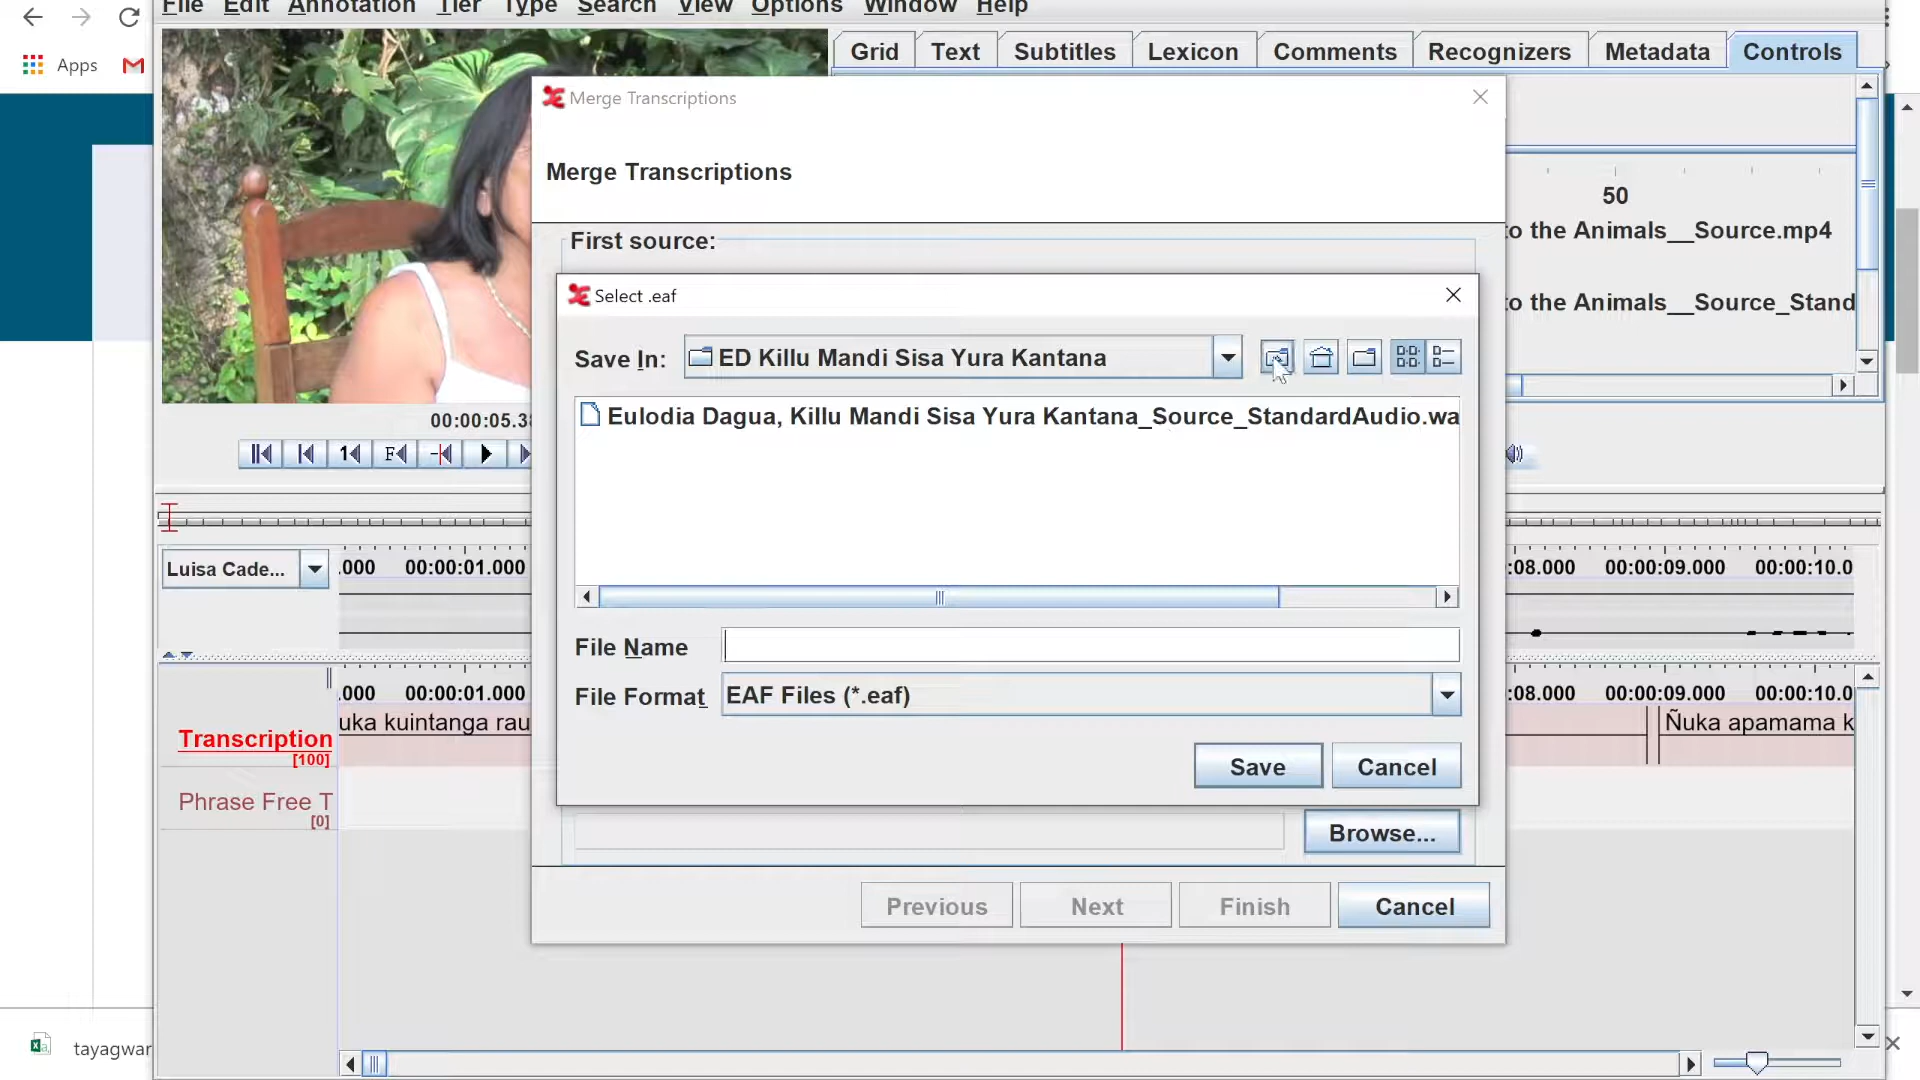 File Edit Annotation Tier Type Search View Options Window Help
Apps
Grid Text Subtitles Lexicon Comments Recognizers Metadata Controls
Merge Transcriptions
Merge Transcriptions
50
First source:
to the Animals__Source.mp4
Select .eaf
to the Animals__Source_Stand
Save In: ED Killu Mandi Sisa Yura Kantana
Eulodia Dagua, Killu Mandi Sisa Yura Kantana_Source_StandardAudio.wa
00:00:05.38
1 F
Luisa Cade... .000 00:00:01.000 :08.000 00:00:09.000 00:00:10.0
File Name
File Format EAF Files (*.eaf)
.000 00:00:01.000 :08.000 00:00:09.000 00:00:10.0
Transcription uka kuintanga rau Ñuka apamama k
[100]
Save Cancel
Phrase Free T
[0]
Browse...
Previous Next Finish Cancel
tayagwar